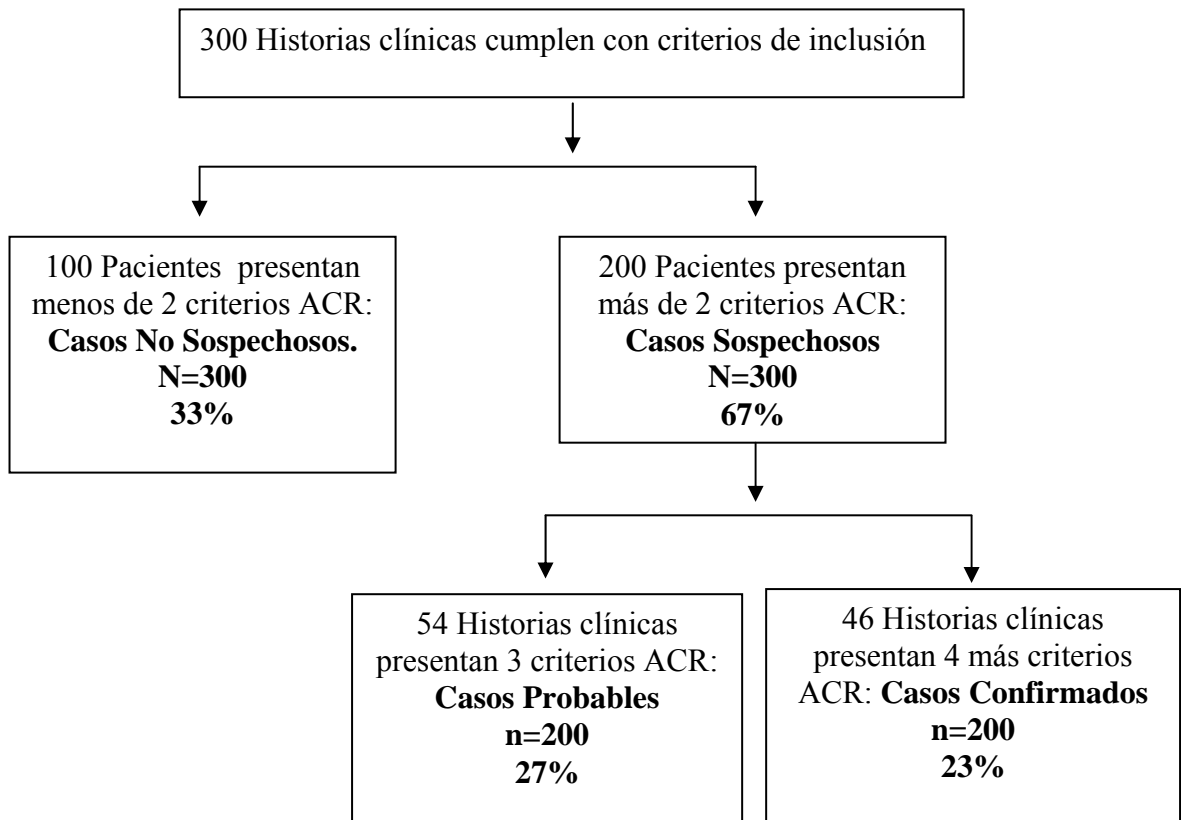 300 Historias clínicas cumplen con criterios de inclusión
100 Pacientes presentan
menos de 2 criterios ACR:
Casos No Sospechosos.
N=300
33%
200 Pacientes presentan
más de 2 criterios ACR:
Casos Sospechosos
N=300
67%
54 Historias clínicas
presentan 3 criterios ACR:
Casos Probables
n=200
27%
46 Historias clínicas
presentan 4 más criterios
ACR: Casos Confirmados
n=200
23%